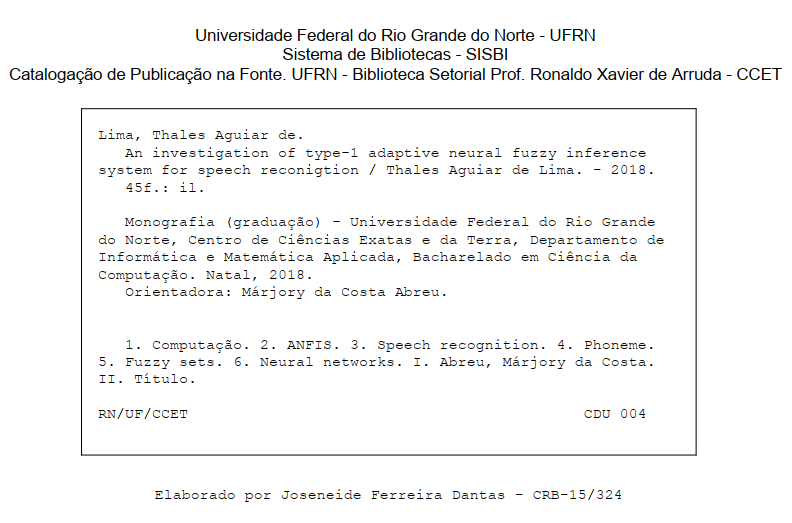 Universidade Federal do Rio Grande do Norte - UFRN
Sistema de Bibliotecas - SISBI
Catalogação de Publicação na Fonte. UFRN - Biblioteca Setorial Prof. Ronaldo Xavier de Arruda - CCET
Lima, Thales Aguiar de.
An investigation of type-1 adaptive neural fuzzy inference
system for speech reconigtion / Thales Aguiar de Lima. - 2018.
45f.: il.
Monografia (graduação) - Universidade Federal do Rio Grande
do Norte, Centro de Ciências Exatas e da Terra, Departamento de
Informática e Matemática Aplicada, Bacharelado em Ciência da
Computação. Natal, 2018.
Orientadora: Márjory da Costa Abreu.
1. Computação. 2. ANFIS. 3. Speech recognition. 4. Phoneme.
5. Fuzzy sets. 6. Neural networks. I. Abreu, Márjory da Costa.
II. Título.
RN/UF/CCET CDU 004
Elaborado por Joseneide Ferreira Dantas - CRB-15/324